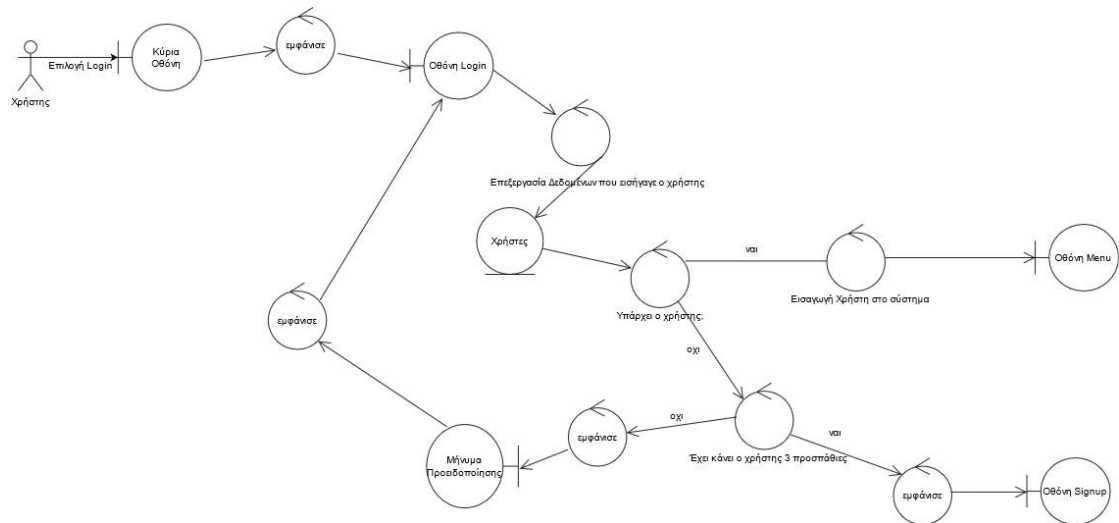 Κύρια
Οθόνη
εμφάνισε
Οθόνη Login
Επιλογή Login
Χρήστης
Επεξεργασία Δεδομένων που εισήγαγε ο χρήστης
Χρήστες
ναι
Οθόνη Menu
Εισαγωγή Χρήστη στο σύστημα
Υπάρχει ο χρήστης;
εμφάνισε
οχι
οχι
εμφάνισε
ναι
Έχει κάνει ο χρήστης 3 προσπάθιες
Μήνυμα
Προειδοποίησης
εμφάνισε
Οθόνη Signup